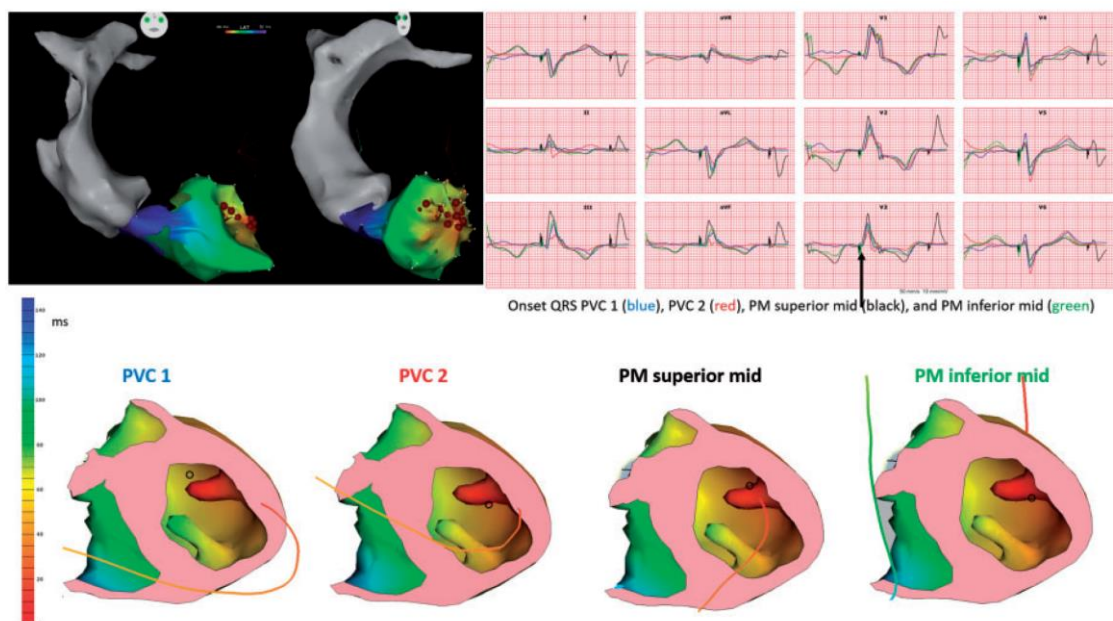 LAT
I
aVR
V1
V4
II
aVL
V2
V5
III
aVF
V3
V6
Onset QRS PVC 1 (blue), PVC 2 (red), PM superior mid (black), and PM inferior mid (green)
ms
PVC 1
PVC 2
PM superior mid
PM inferior mid
140
120
100
80
60
40
20